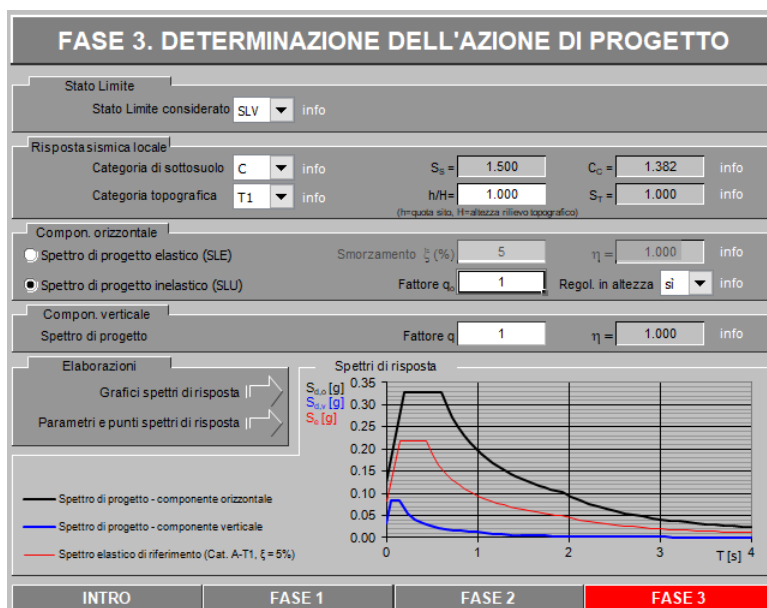 FASE 3. DETERMINAZIONE DELL'AZIONE DI PROGETTO
Stato Limite
Stato Limite considerato SLV info
Risposta sismica locale
Categoria di sottosuolo C info SS = 1.500 CC = 1.382 info
Categoria topografica T1 info h/H= 1.000 ST = 1.000 info
(h=quota sito, H=altezza rilievo topografico)
Compon. orizzontale
Spettro di progetto elastico (SLE) Smorzamento ξ (%) 5 η = 1.000 info
Spettro di progetto inelastico (SLU) Fattore qo 1 Regol. in altezza sì info
Compon. verticale
Spettro di progetto Fattore q 1 η = 1.000 info
Elaborazioni
Grafici spettri di risposta
Parametri e punti spettri di risposta
Spettri di risposta
Sd,o [g]
Sd,v [g]
Se [g]
0.35
0.30
0.25
0.20
0.15
0.10
0.05
0.00
0 1 2 3 T [s] 4
Spettro di progetto - componente orizzontale
Spettro di progetto - componente verticale
Spettro elastico di riferimento (Cat. A-T1, ξ = 5%)
INTRO FASE 1 FASE 2 FASE 3